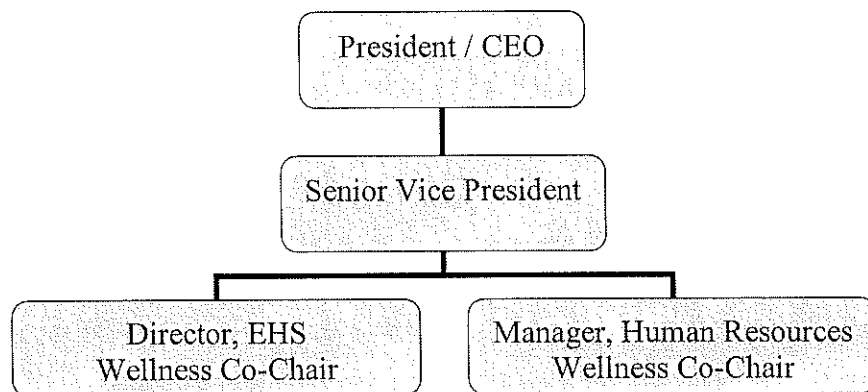 President / CEO
Senior Vice President
Director, EHS
Wellness Co-Chair
Manager, Human Resources
Wellness Co-Chair